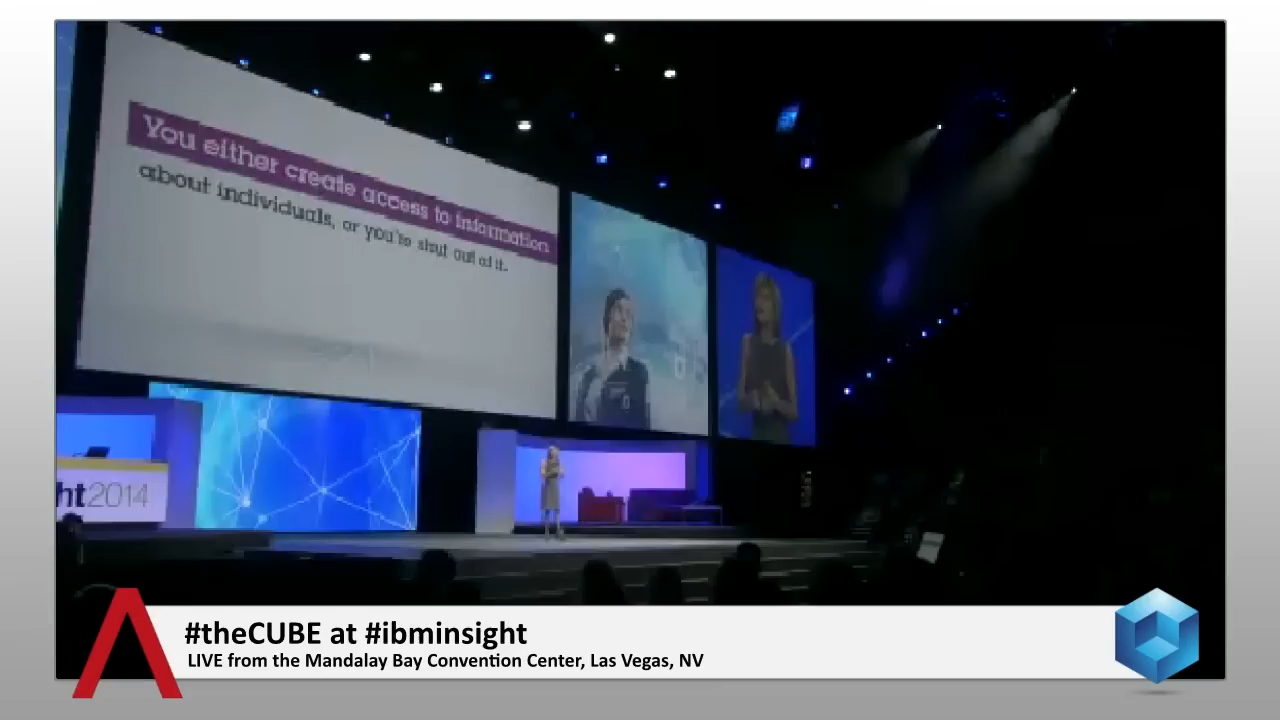 You either create access to information
about individuals, or you're shut out of it.
ht2014
#theCUBE at #ibminsight
LIVE from the Mandalay Bay Convention Center, Las Vegas, NV